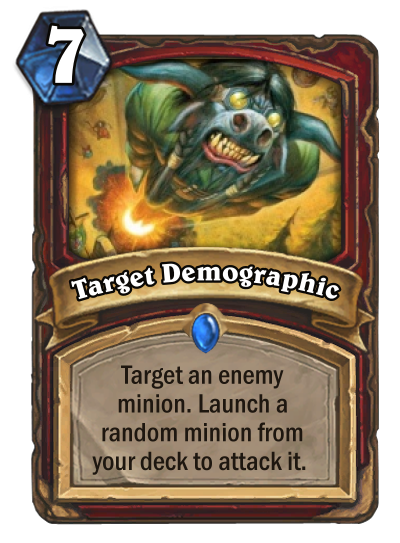 7
Target Demographic
Target an enemy
minion. Launch a
random minion from
your deck to attack it.